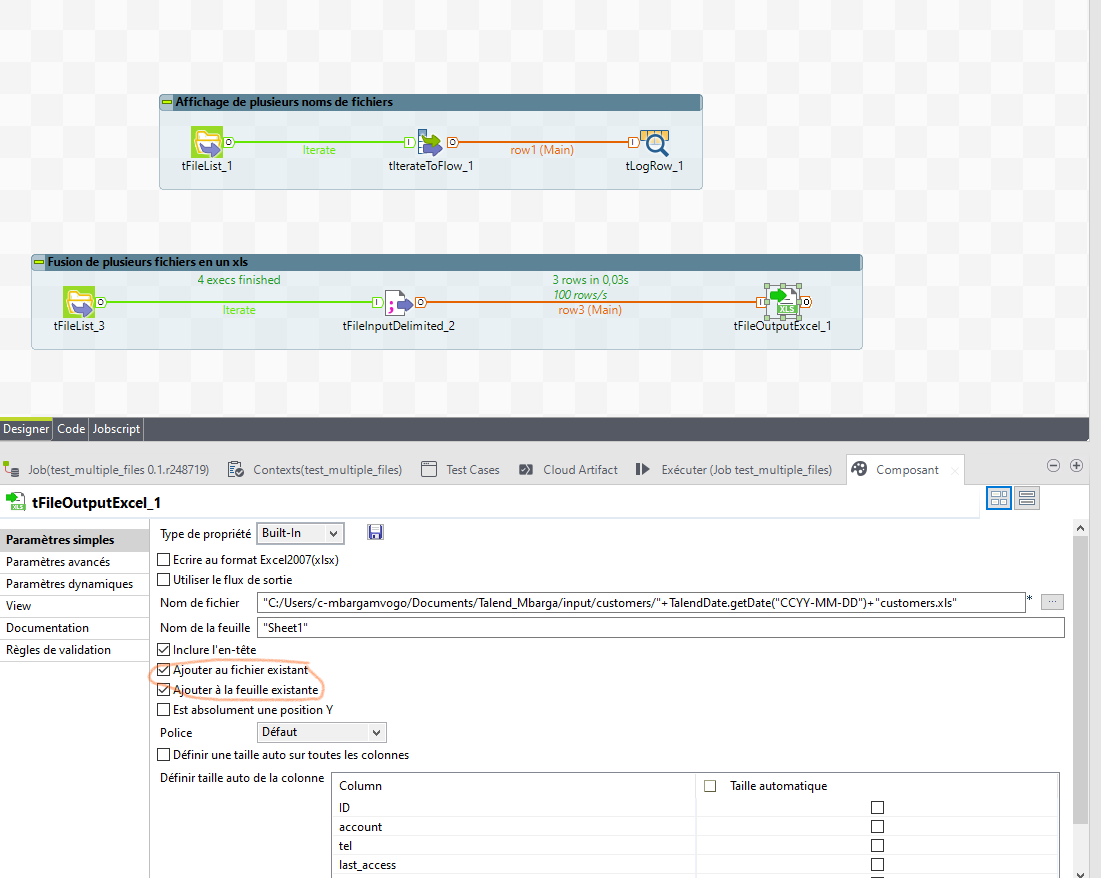 Affichage de plusieurs noms de fichiers
O Iterate I O row1 (Main) I
tFileList_1 tIterateToFlow_1 tLogRow_1
Fusion de plusieurs fichiers en un xls
4 execs finished 3 rows in 0,03s
100 rows/s
O Iterate I O row3 (Main) I XLS O
tFileList_3 tFileInputDelimited_2 tFileOutputExcel_1
Designer Code Jobscript
Job(test_multiple_files 0.1.r248719) Contexts(test_multiple_files) Test Cases Cloud Artifact Exécuter (Job test_multiple_files) Composant
XLS tFileOutputExcel_1
Paramètres simples
Paramètres avancés
Paramètres dynamiques
View
Documentation
Règles de validation
Type de propriété Built-In
Ecrire au format Excel2007(xlsx)
Utiliser le flux de sortie
Nom de fichier "C:/Users/c-mbargamvogo/Documents/Talend_Mbarga/input/customers/"+TalendDate.getDate("CCYY-MM-DD")+"customers.xls" * ...
Nom de la feuille "Sheet1"
Inclure l'en-tête
Ajouter au fichier existant
Ajouter à la feuille existante
Est absolument une position Y
Police Défaut
Définir une taille auto sur toutes les colonnes
Définir taille auto de la colonne Column Taille automatique
ID
account
tel
last_access